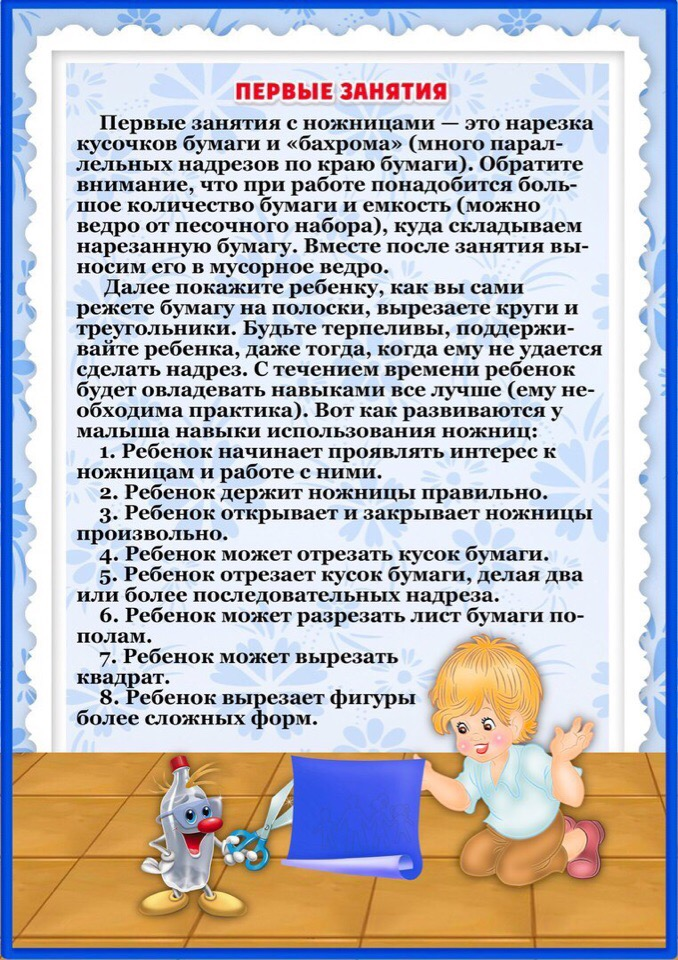 ПЕРВЫЕ ЗАНЯТИЯ
Первые занятия с ножницами — это нарезка
кусочков бумаги и «бахрома» (много парал-
лельных надрезов по краю бумаги). Обратите
внимание, что при работе понадобится боль-
шое количество бумаги и емкость (можно
ведро от песочного набора), куда складываем
нарезанную бумагу. Вместе после занятия вы-
носим его в мусорное ведро.
Далее покажите ребенку, как вы сами
режете бумагу на полоски, вырезаете круги и
треугольники. Будьте терпеливы, поддержи-
вайте ребенка, даже тогда, когда ему не удается
сделать надрез. С течением времени ребенок
будет овладевать навыками все лучше (ему не-
обходима практика). Вот как развиваются у
малыша навыки использования ножниц:
1. Ребенок начинает проявлять интерес к
ножницам и работе с ними.
2. Ребенок держит ножницы правильно.
3. Ребенок открывает и закрывает ножницы
произвольно.
4. Ребенок может отрезать кусок бумаги.
5. Ребенок отрезает кусок бумаги, делая два
или более последовательных надреза.
6. Ребенок может разрезать лист бумаги по-
полам.
7. Ребенок может вырезать
квадрат.
8. Ребенок вырезает фигуры
более сложных форм.